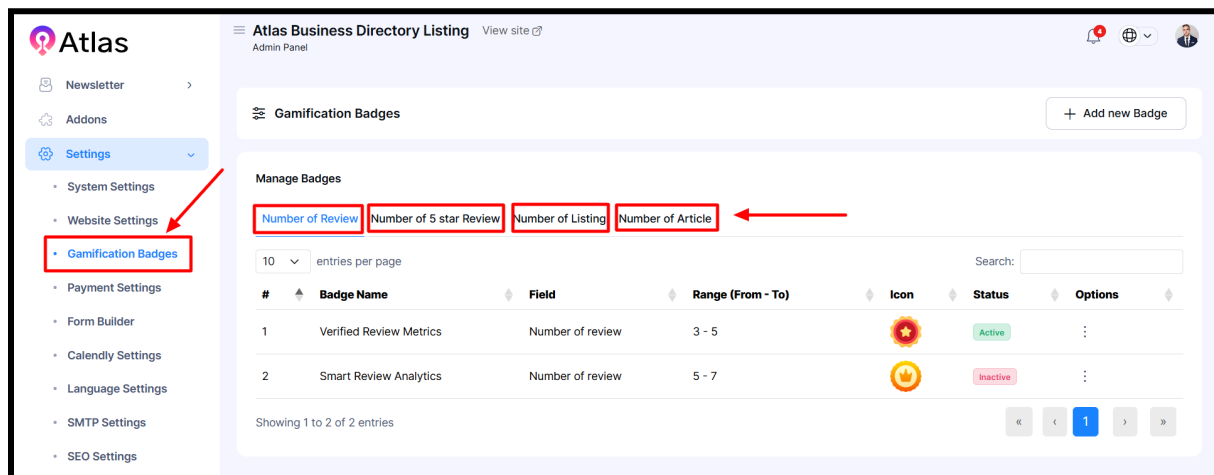 Atlas
Atlas Business Directory Listing View site
Admin Panel
4
Newsletter
Addons
Settings
System Settings
Website Settings
Gamification Badges
Payment Settings
Form Builder
Calendly Settings
Language Settings
SMTP Settings
SEO Settings
Gamification Badges
+ Add new Badge
Manage Badges
Number of Review Number of 5 star Review Number of Listing Number of Article
10 entries per page Search:
# Badge Name Field Range (From - To) Icon Status Options
1 Verified Review Metrics Number of review 3 - 5 Active
2 Smart Review Analytics Number of review 5 - 7 Inactive
Showing 1 to 2 of 2 entries « ‹ 1 › »